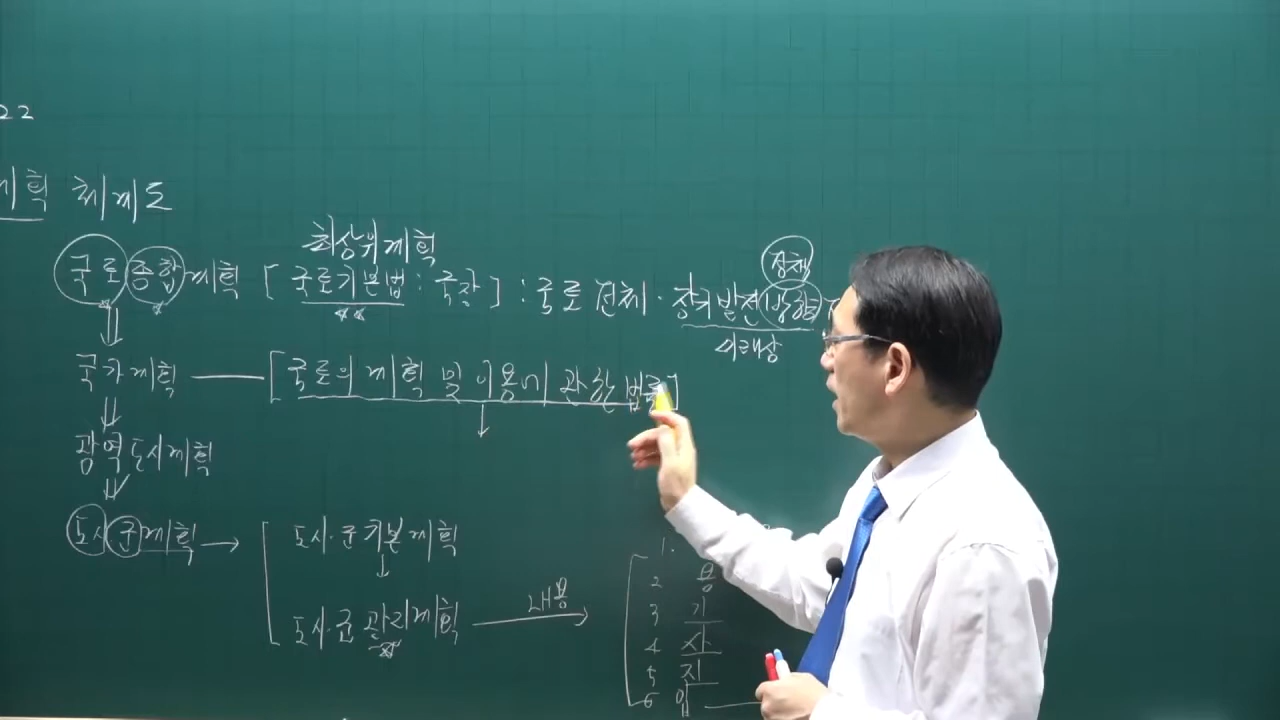 22
계획 체계도
최상위계획
정책
국토종합계획 [국토기본법 : 국장] : 국토 전체 · 장기발전방향
미래상
국가계획 — [국토의 계획 및 이용에 관한 법률]
광역도시계획
도시군계획 → 도시·군기본계획
도시·군관리계획 내용 →
1.
2 용
3 기
4 사
5 지
6 입